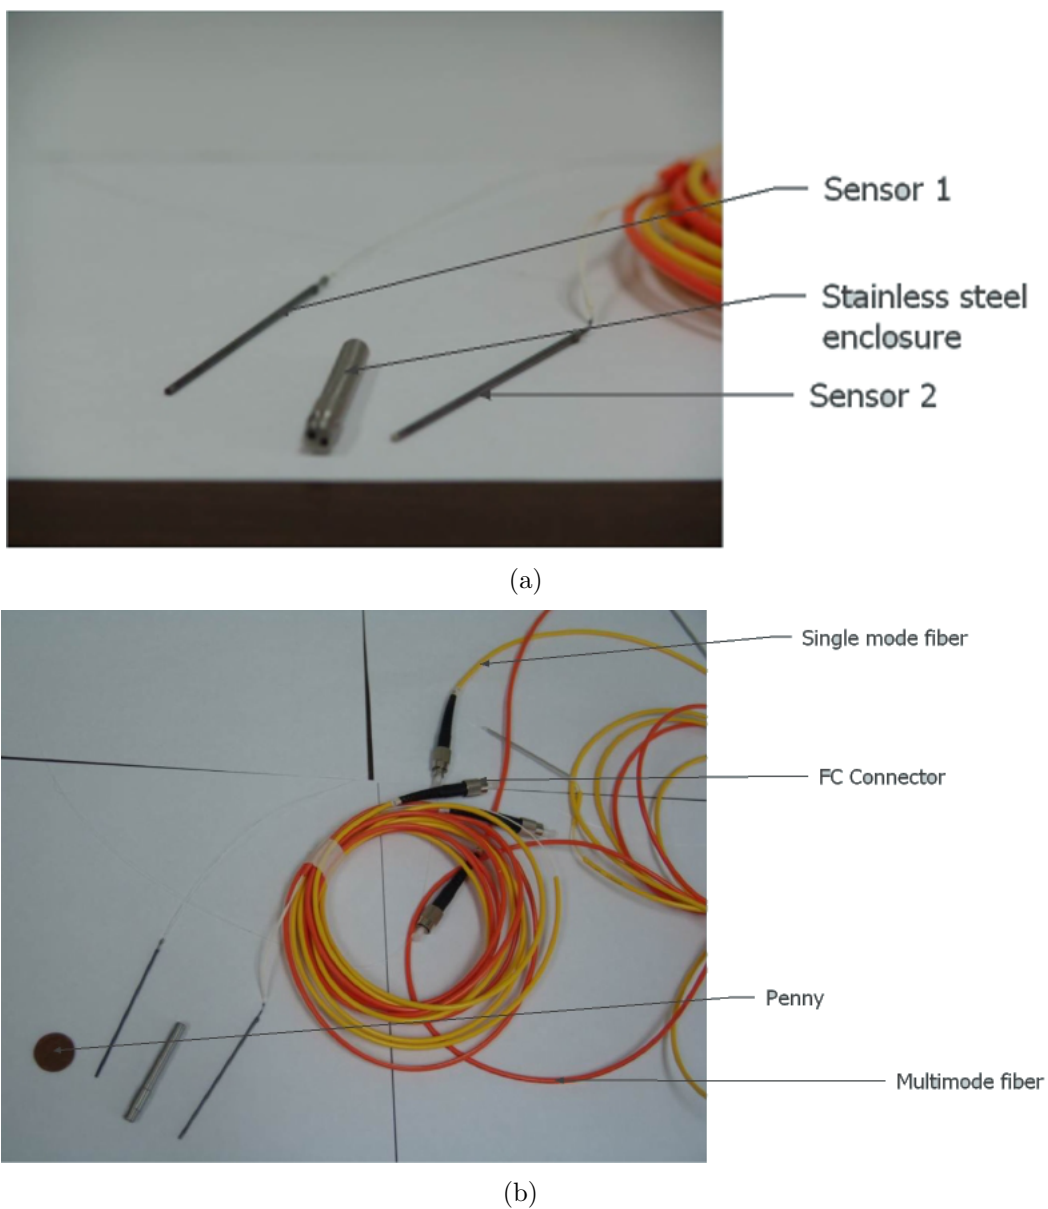 Sensor 1
Stainless steel
enclosure
Sensor 2
(a)
Single mode fiber
FC Connector
Penny
Multimode fiber
(b)